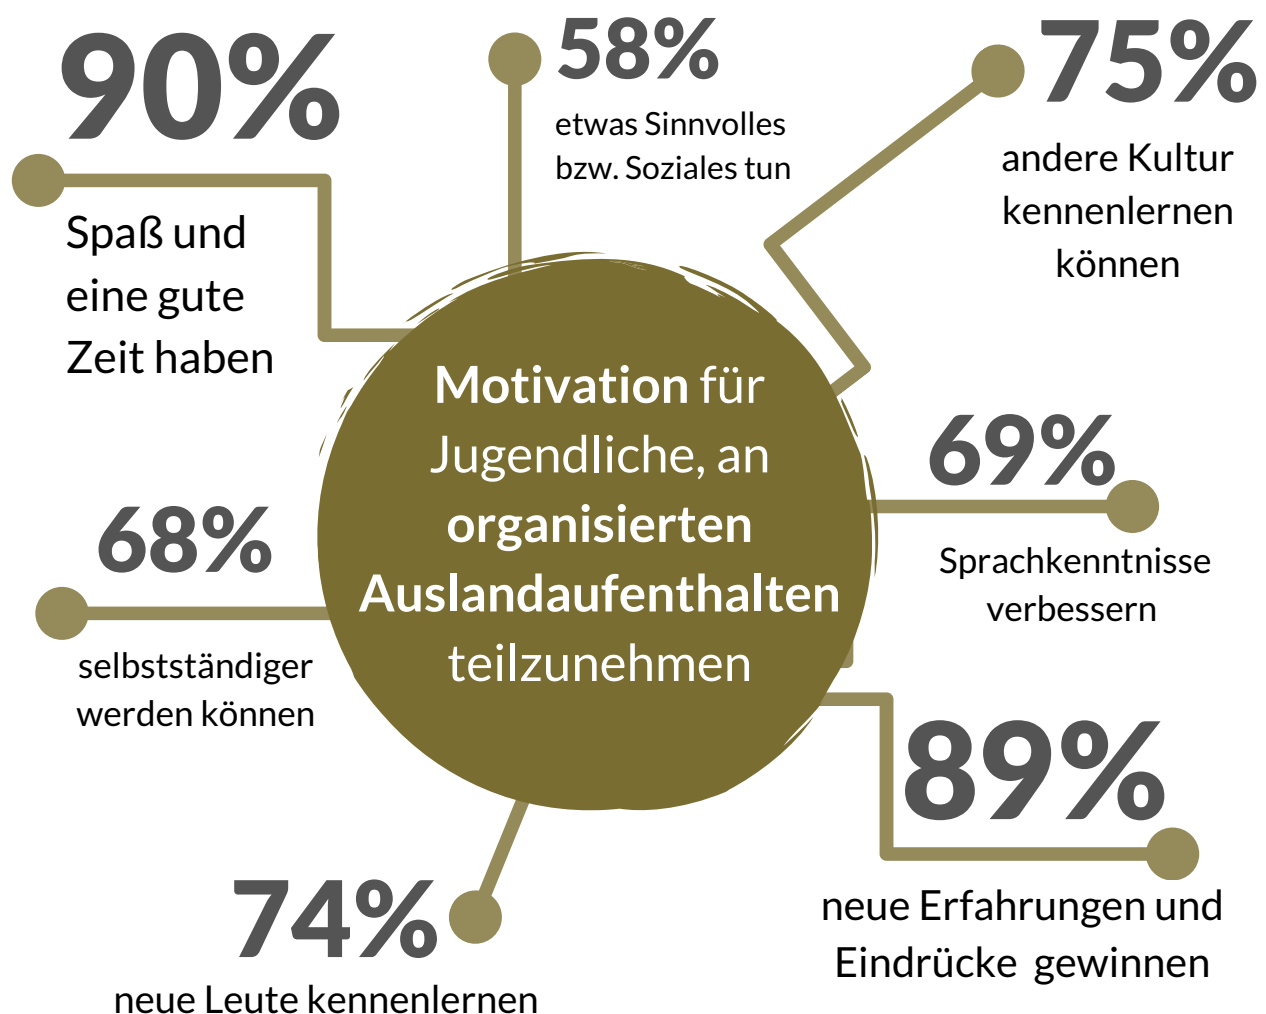 90%
Spaß und
eine gute
Zeit haben
58%
etwas Sinnvolles
bzw. Soziales tun
75%
andere Kultur
kennenlernen
können
Motivation für
Jugendliche, an
organisierten
Auslandaufenthalten
teilzunehmen
69%
Sprachkenntnisse
verbessern
68%
selbstständiger
werden können
89%
neue Erfahrungen und
Eindrücke gewinnen
74%
neue Leute kennenlernen